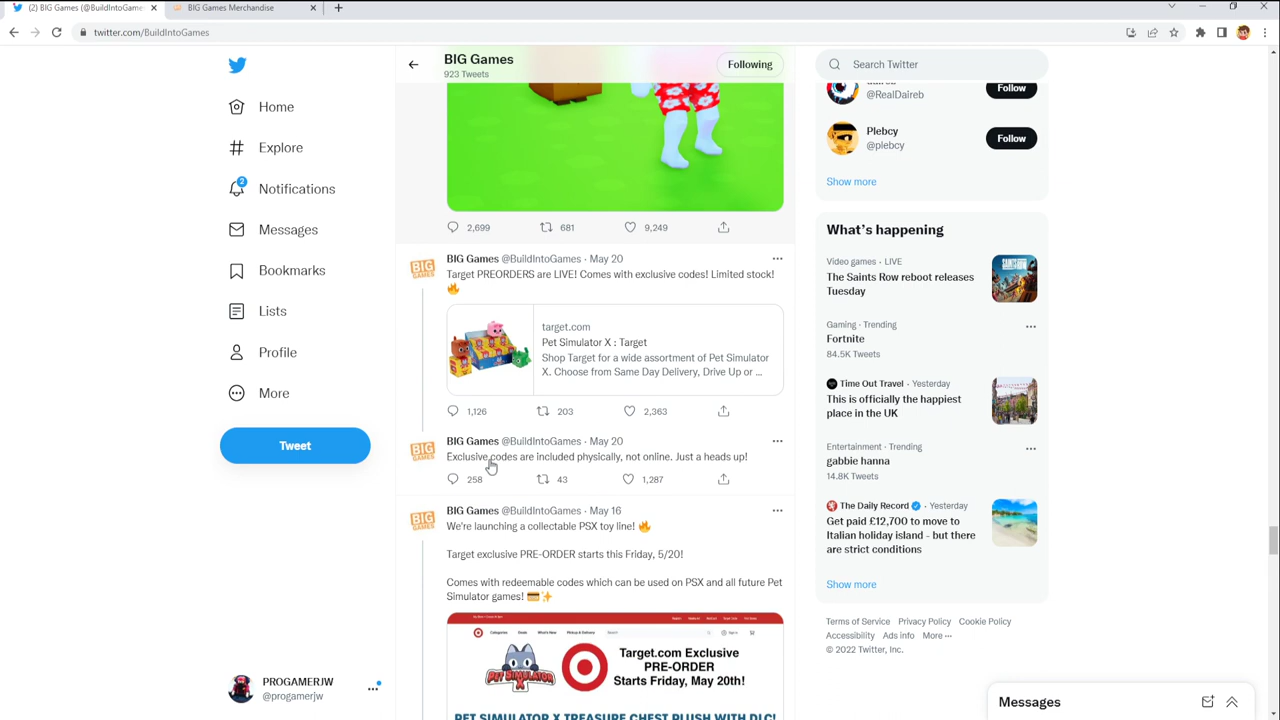 (2) BIG Games (@BuildIntoGame
BIG Games Merchandise
twitter.com/BuildIntoGames
Home
Explore
2
Notifications
Messages
Bookmarks
Lists
Profile
More
Tweet
PROGAMERJW
@progamerjw
BIG Games
923 Tweets
Following
2,699
681
9,249
BIG Games @BuildIntoGames · May 20
Target PREORDERS are LIVE! Comes with exclusive codes! Limited stock!
🔥
target.com
Pet Simulator X : Target
Shop Target for a wide assortment of Pet Simulator
X. Choose from Same Day Delivery, Drive Up or ...
1,126
203
2,363
BIG Games @BuildIntoGames · May 20
Exclusive codes are included physically, not online. Just a heads up!
258
43
1,287
BIG Games @BuildIntoGames · May 16
We're launching a collectable PSX toy line! 🔥
Target exclusive PRE-ORDER starts this Friday, 5/20!
Comes with redeemable codes which can be used on PSX and all future Pet
Simulator games! 💳✨
Target.com Exclusive
PRE-ORDER
Starts Friday, May 20th!
PET SIMULATOR
PET SIMULATOR X TREASURE CHEST PLUSH WITH DLC!
Search Twitter
@RealDaireb
Follow
Plebcy
@plebcy
Follow
Show more
What's happening
Video games · LIVE
The Saints Row reboot releases
Tuesday
Gaming · Trending
Fortnite
84.5K Tweets
Time Out Travel · Yesterday
This is officially the happiest
place in the UK
Entertainment · Trending
gabbie hanna
14.8K Tweets
The Daily Record · Yesterday
Get paid £12,700 to move to
Italian holiday island - but there
are strict conditions
Show more
Terms of Service Privacy Policy Cookie Policy
Accessibility Ads info More ···
© 2022 Twitter, Inc.
Messages